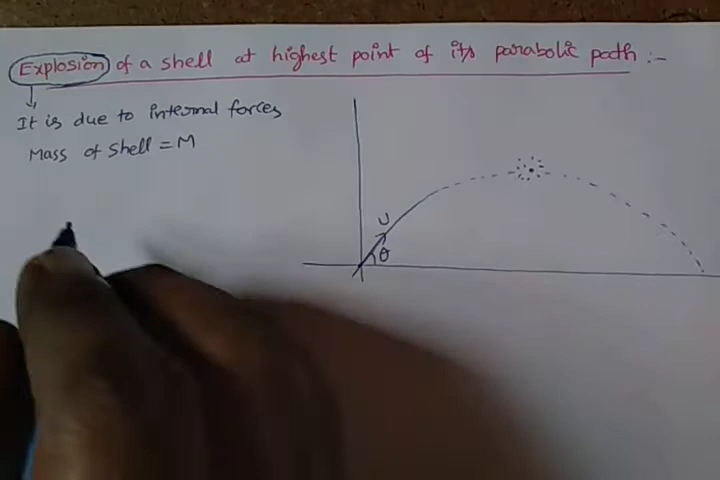 Explosion of a shell at highest point of its parabolic path :-
It is due to internal forces
Mass of shell = M
U
θ